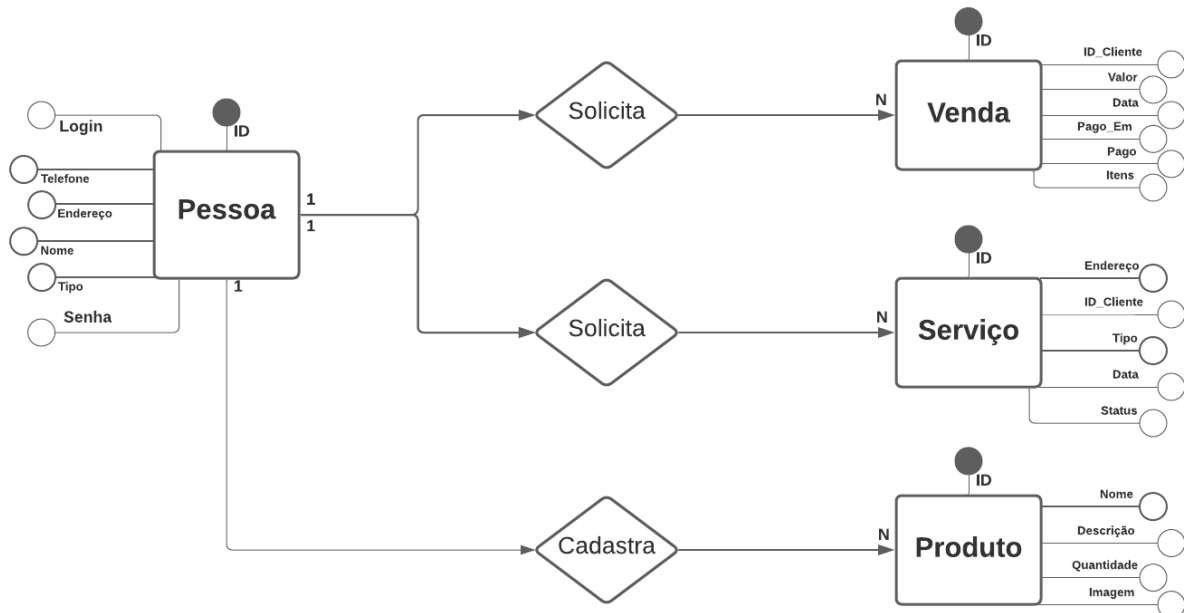 ID
Login
Telefone
Endereço
Nome
Tipo
Senha
Pessoa
1
1
1
Solicita
N
ID
Venda
ID_Cliente
Valor
Data
Pago_Em
Pago
Itens
Solicita
N
ID
Serviço
Endereço
ID_Cliente
Tipo
Data
Status
Cadastra
N
ID
Produto
Nome
Descrição
Quantidade
Imagem